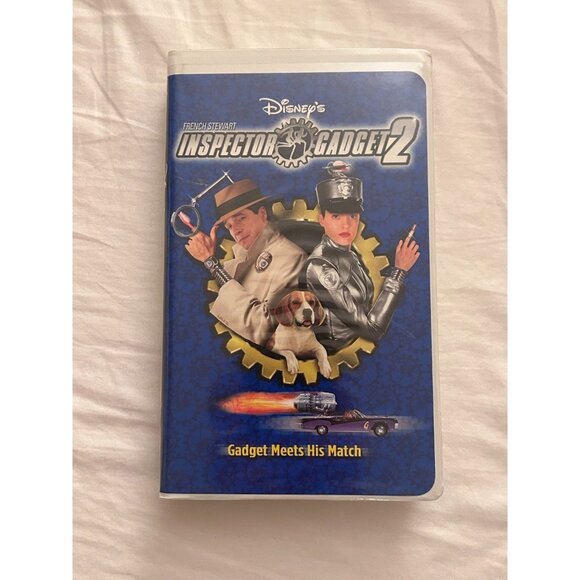 Disney's
FRENCH STEWART
INSPECTOR GADGET 2
Gadget Meets His Match